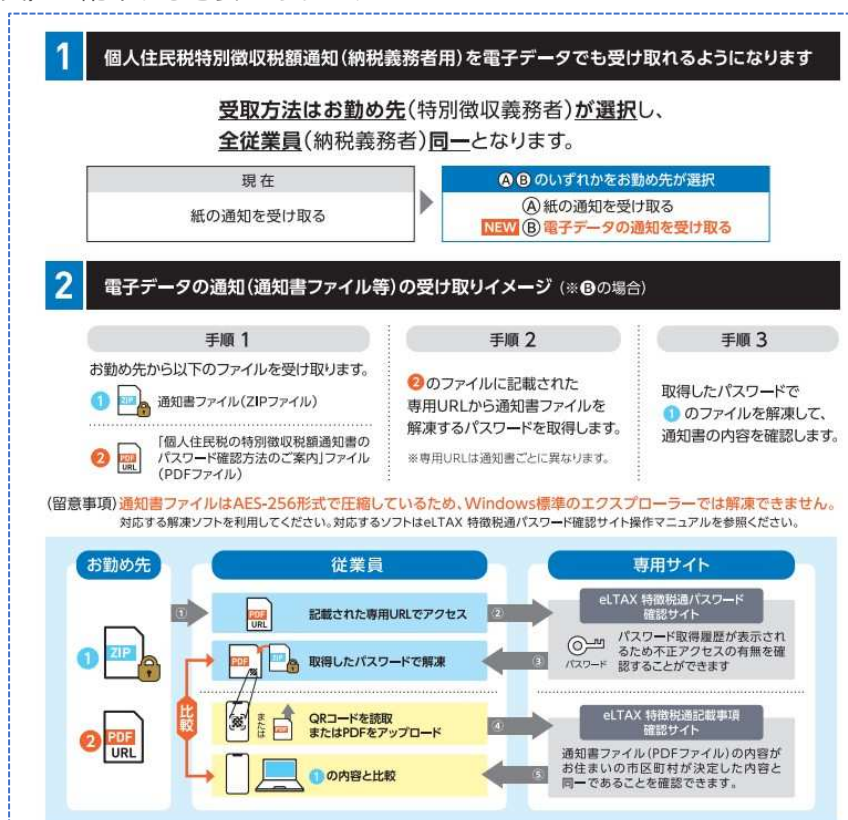 1 個人住民税特別徴収税額通知(納税義務者用)を電子データでも受け取れるようになります
受取方法はお勤め先(特別徴収義務者)が選択し、
全従業員(納税義務者)同一となります。
現在
紙の通知を受け取る
ⒶⒷのいずれかをお勤め先が選択
Ⓐ紙の通知を受け取る
NEW Ⓑ電子データの通知を受け取る
2 電子データの通知(通知書ファイル等)の受け取りイメージ (※🅑の場合)
手順 1
お勤め先から以下のファイルを受け取ります。
1 ZIP 通知書ファイル(ZIPファイル)
2 PDF URL 「個人住民税の特別徴収税額通知書の
パスワード確認方法のご案内」ファイル
(PDFファイル)
手順 2
❷のファイルに記載された
専用URLから通知書ファイルを
解凍するパスワードを取得します。
※専用URLは通知書ごとに異なります。
手順 3
取得したパスワードで
❶のファイルを解凍して、
通知書の内容を確認します。
(留意事項)通知書ファイルはAES-256形式で圧縮しているため、Windows標準のエクスプローラーでは解凍できません。
対応する解凍ソフトを利用してください。対応するソフトはeLTAX 特徴税通パスワード確認サイト操作マニュアルを参照ください。
お勤め先
1 ZIP
2 PDF URL
従業員
①
PDF URL 記載された専用URLでアクセス
②
PDF ZIP 取得したパスワードで解凍
③
比較
または PDF
QRコードを読取
またはPDFをアップロード
④
❶の内容と比較
⑤
専用サイト
eLTAX 特徴税通パスワード
確認サイト
パスワード
パスワード取得履歴が表示され
るため不正アクセスの有無を確
認することができます
eLTAX 特徴税通記載事項
確認サイト
通知書ファイル(PDFファイル)の内容が
お住まいの市区町村が決定した内容と
同一であることを確認できます。